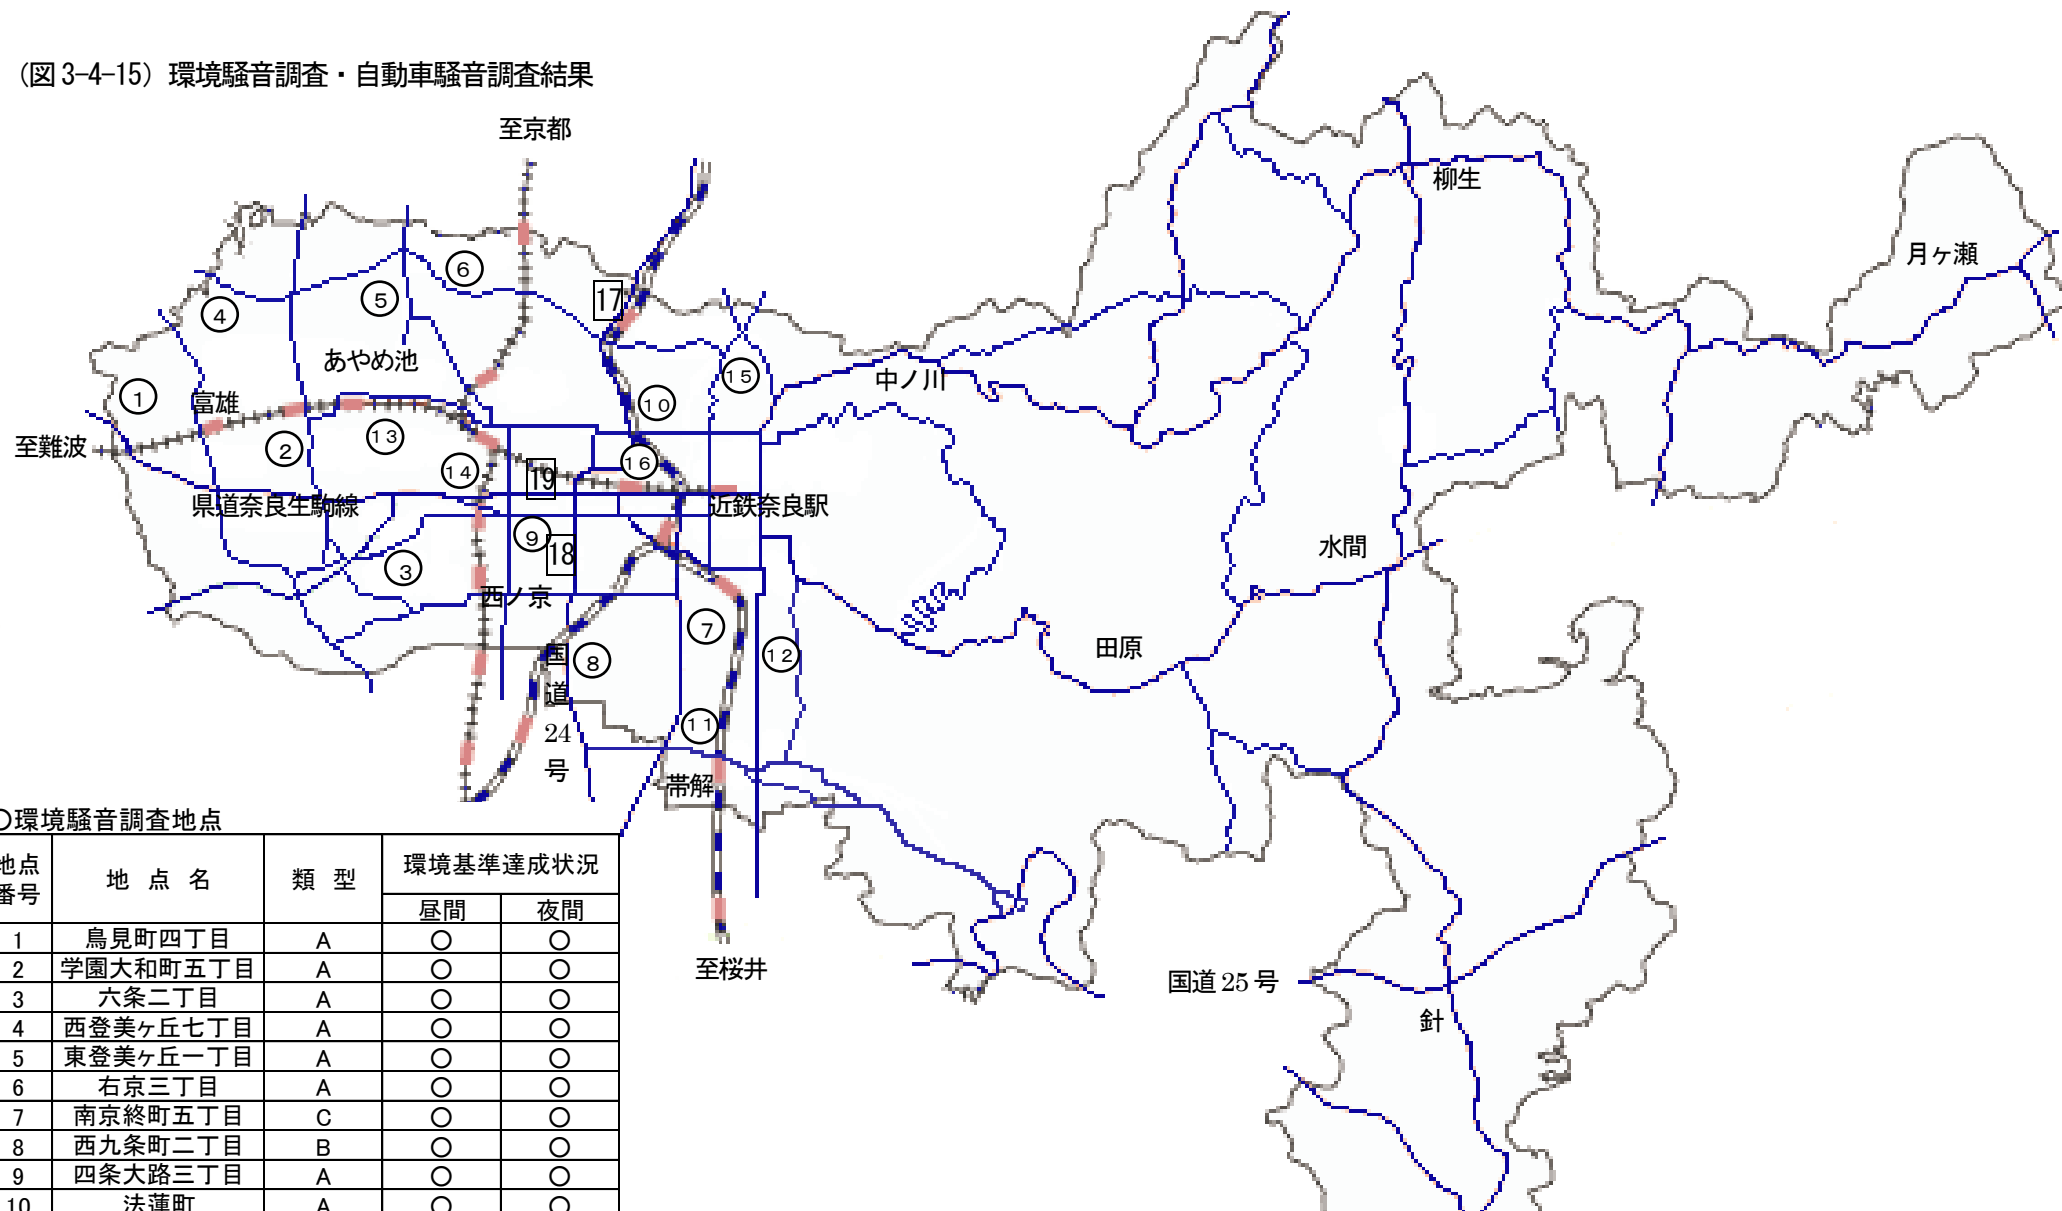 (図3-4-15) 環境騒音調査・自動車騒音調査結果
至京都
柳生
月ヶ瀬
⑥
⑤
17
④
あやめ池
⑮
中ノ川
①
富雄
⑩
⑬
至難波
②
⑭
⑯
19
県道奈良生駒線
近鉄奈良駅
⑨
18
水間
③
西ノ京
⑦
田原
⑫
国道24号
⑧
⑪
帯解
至桜井
国道25号
針
○環境騒音調査地点
地点番号 地点名 類型 環境基準達成状況
昼間 夜間
1 鳥見町四丁目 A ○ ○
2 学園大和町五丁目 A ○ ○
3 六条二丁目 A ○ ○
4 西登美ヶ丘七丁目 A ○ ○
5 東登美ヶ丘一丁目 A ○ ○
6 右京三丁目 A ○ ○
7 南京終町五丁目 C ○ ○
8 西九条町二丁目 B ○ ○
9 四条大路三丁目 A ○ ○
10 法蓮町 A ○ ○